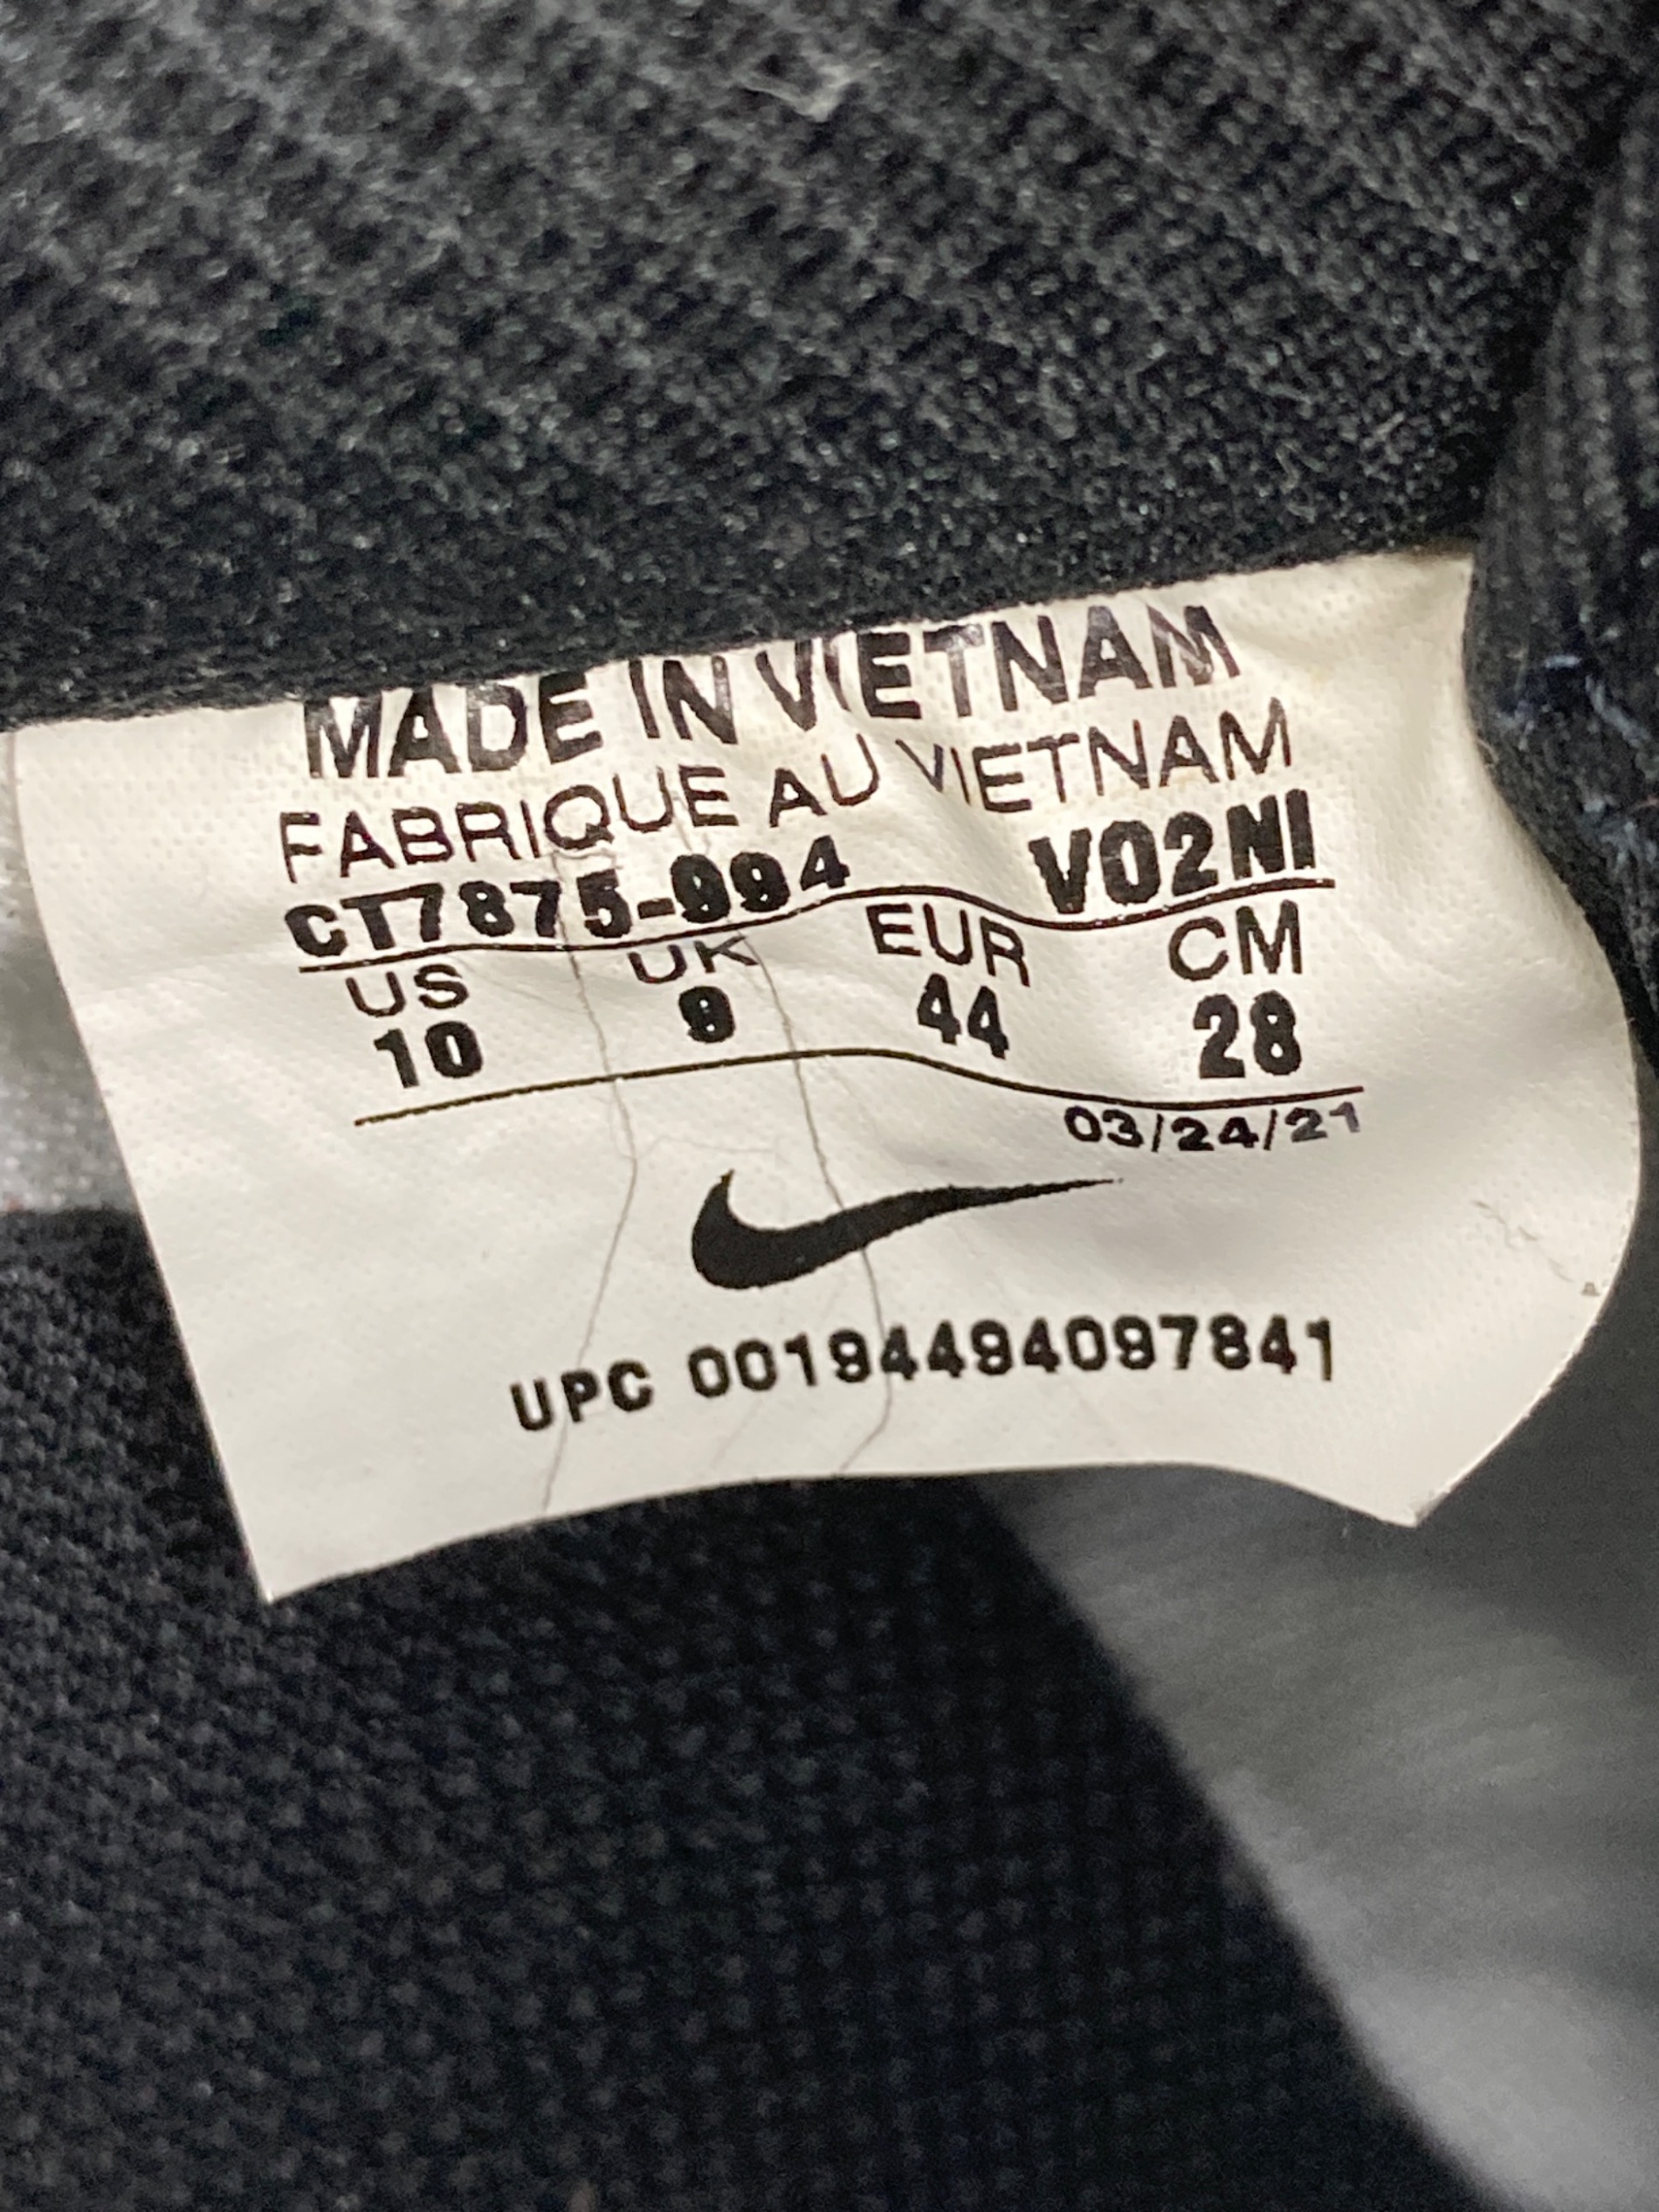 MADE IN VIETNAM
FABRIQUE AU VIETNAM
CT7875-994 VO2NI
US UK EUR CM
10 9 44 28
03/24/21
UPC 00194494097841